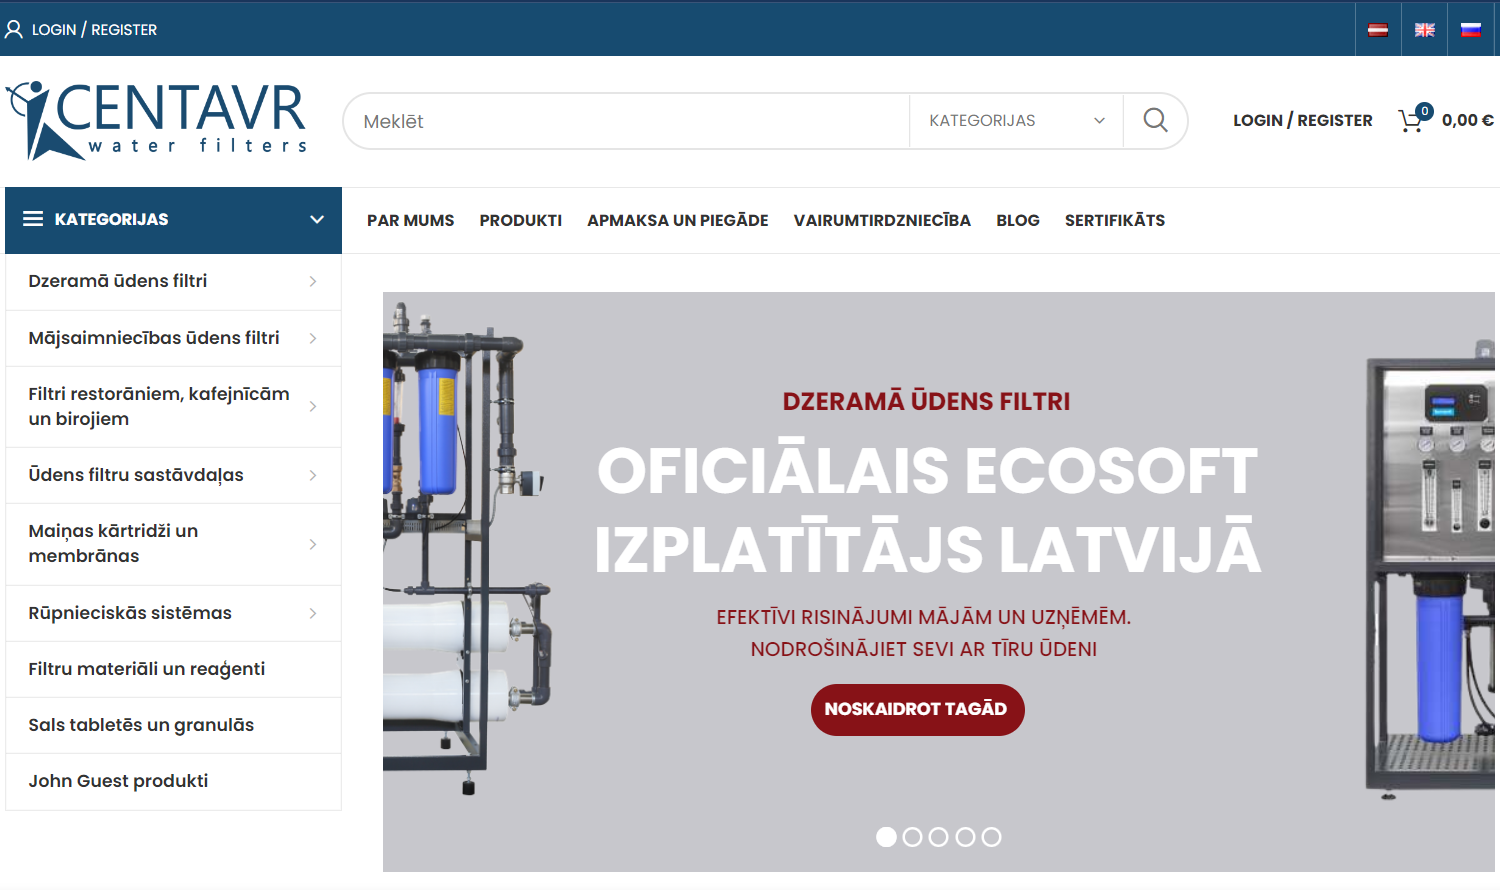 LOGIN / REGISTER
CENTAVR
water filters
Meklēt
KATEGORIJAS
LOGIN / REGISTER
0
0,00 €
KATEGORIJAS
PAR MUMS
PRODUKTI
APMAKSA UN PIEGĀDE
VAIRUMTIRDZNIECĪBA
BLOG
SERTIFIKĀTS
Dzeramā ūdens filtri
Mājsaimniecības ūdens filtri
Filtri restorāniem, kafejnīcām
un birojiem
Ūdens filtru sastāvdaļas
Maiņas kārtridži un
membrānas
Rūpnieciskās sistēmas
Filtru materiāli un reaģenti
Sals tabletēs un granulās
John Guest produkti
DZERAMĀ ŪDENS FILTRI
OFICIĀLAIS ECOSOFT
IZPLATĪTĀJS LATVIJĀ
EFEKTĪVI RISINĀJUMI MĀJĀM UN UZŅĒMĒM.
NODROŠINĀJIET SEVI AR TĪRU ŪDENI
NOSKAIDROT TAGĀD